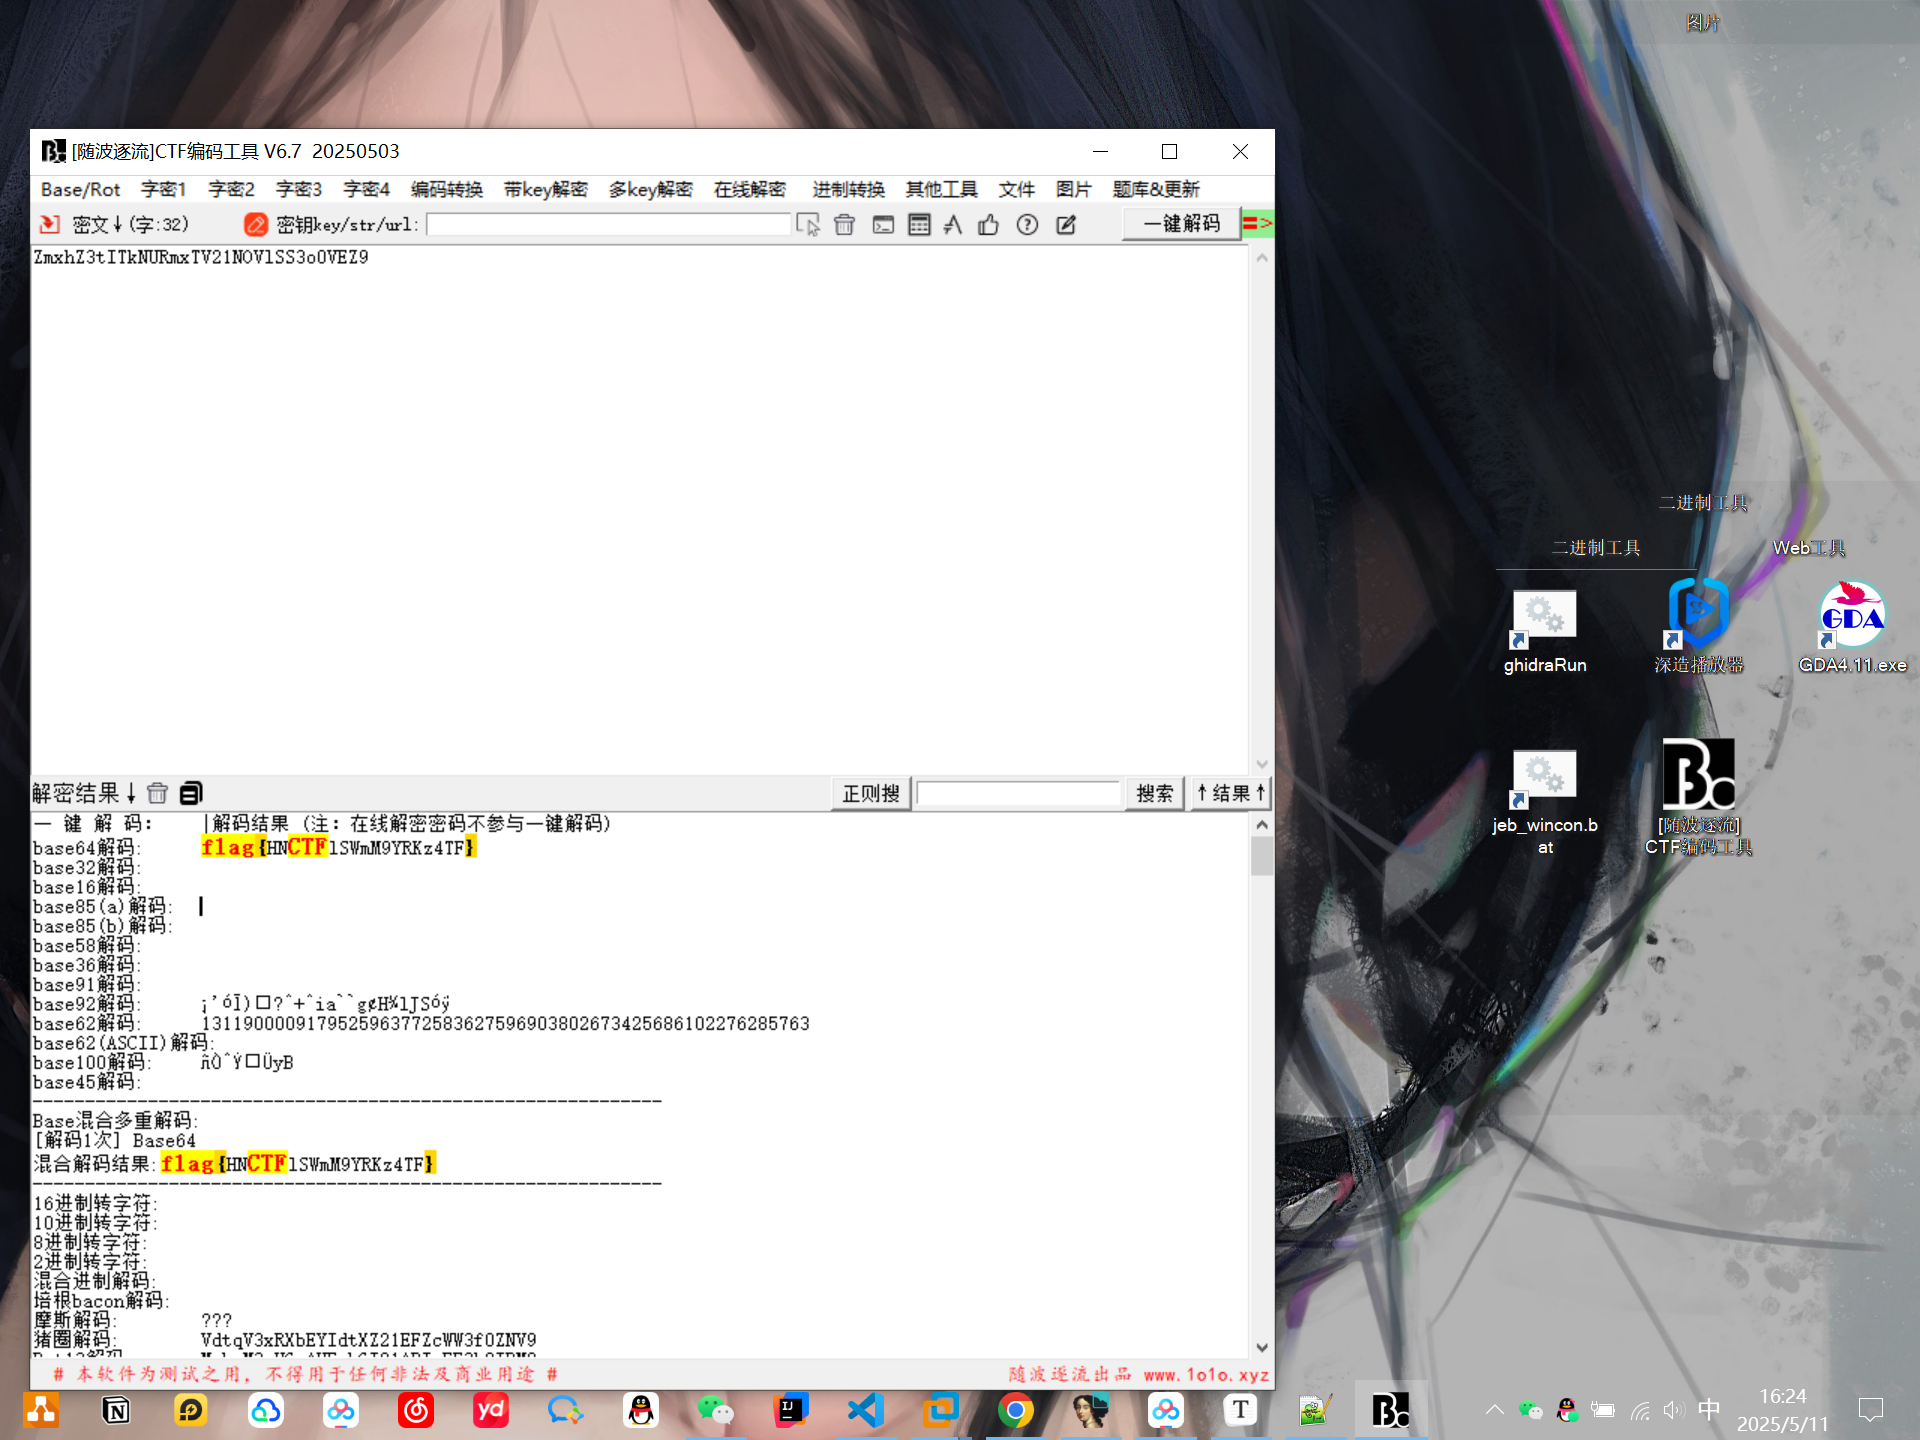 图片
[随波逐流]CTF编码工具 V6.7  20250503
Base/Rot 字密1 字密2 字密3 字密4 编码转换 带key解密 多key解密 在线解密 进制转换 其他工具 文件 图片 题库&更新
密文↓(字:32) 密钥key/str/url: 一键解码 =>
ZmxhZ3tITkNURmxTV21NOVlSS3o0VEZ9
二进制工具
二进制工具 Web工具
ghidraRun 深造播放器 GDA GDA4.11.exe
jeb_wincon.bat [随波逐流]CTF编码工具
解密结果↓ 正则搜 搜索 ↑结果↑
一 键 解 码: |解码结果 (注: 在线解密密码不参与一键解码)
base64解码: flag{HNCTFlSWmM9YRKz4TF}
base32解码:
base16解码:
base85(a)解码:
base85(b)解码:
base58解码:
base36解码:
base91解码:
base92解码:
base62解码: 1311900009179525963772583627596903802673425686102276285763
base62(ASCII)解码:
base100解码:
base45解码:
------------------------------------------------------------
Base混合多重解码:
[解码1次] Base64
混合解码结果:flag{HNCTFlSWmM9YRKz4TF}
------------------------------------------------------------
16进制转字符:
10进制转字符:
8进制转字符:
2进制转字符:
混合进制解码:
培根bacon解码:
摩斯解码: ???
猪圈解码: VdtqV3xRXbEYIdtXZ21EFZcWW3f0ZNV9
# 本软件为测试之用, 不得用于任何非法及商业用途 # 随波逐流出品 www.1o1o.xyz
yd IJ T 中 16:24
2025/5/11